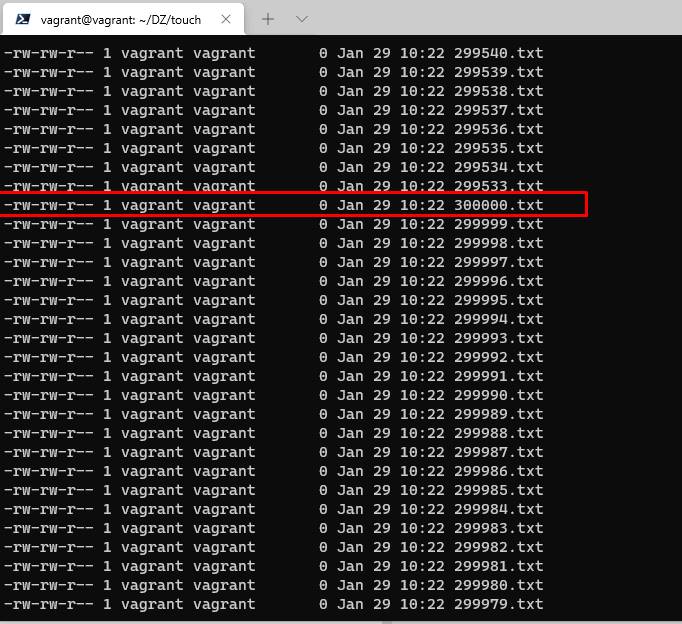 vagrant@vagrant: ~/DZ/touch
-rw-rw-r-- 1 vagrant vagrant 0 Jan 29 10:22 299540.txt
-rw-rw-r-- 1 vagrant vagrant 0 Jan 29 10:22 299539.txt
-rw-rw-r-- 1 vagrant vagrant 0 Jan 29 10:22 299538.txt
-rw-rw-r-- 1 vagrant vagrant 0 Jan 29 10:22 299537.txt
-rw-rw-r-- 1 vagrant vagrant 0 Jan 29 10:22 299536.txt
-rw-rw-r-- 1 vagrant vagrant 0 Jan 29 10:22 299535.txt
-rw-rw-r-- 1 vagrant vagrant 0 Jan 29 10:22 299534.txt
-rw-rw-r-- 1 vagrant vagrant 0 Jan 29 10:22 299533.txt
-rw-rw-r-- 1 vagrant vagrant 0 Jan 29 10:22 300000.txt
-rw-rw-r-- 1 vagrant vagrant 0 Jan 29 10:22 299999.txt
-rw-rw-r-- 1 vagrant vagrant 0 Jan 29 10:22 299998.txt
-rw-rw-r-- 1 vagrant vagrant 0 Jan 29 10:22 299997.txt
-rw-rw-r-- 1 vagrant vagrant 0 Jan 29 10:22 299996.txt
-rw-rw-r-- 1 vagrant vagrant 0 Jan 29 10:22 299995.txt
-rw-rw-r-- 1 vagrant vagrant 0 Jan 29 10:22 299994.txt
-rw-rw-r-- 1 vagrant vagrant 0 Jan 29 10:22 299993.txt
-rw-rw-r-- 1 vagrant vagrant 0 Jan 29 10:22 299992.txt
-rw-rw-r-- 1 vagrant vagrant 0 Jan 29 10:22 299991.txt
-rw-rw-r-- 1 vagrant vagrant 0 Jan 29 10:22 299990.txt
-rw-rw-r-- 1 vagrant vagrant 0 Jan 29 10:22 299989.txt
-rw-rw-r-- 1 vagrant vagrant 0 Jan 29 10:22 299988.txt
-rw-rw-r-- 1 vagrant vagrant 0 Jan 29 10:22 299987.txt
-rw-rw-r-- 1 vagrant vagrant 0 Jan 29 10:22 299986.txt
-rw-rw-r-- 1 vagrant vagrant 0 Jan 29 10:22 299985.txt
-rw-rw-r-- 1 vagrant vagrant 0 Jan 29 10:22 299984.txt
-rw-rw-r-- 1 vagrant vagrant 0 Jan 29 10:22 299983.txt
-rw-rw-r-- 1 vagrant vagrant 0 Jan 29 10:22 299982.txt
-rw-rw-r-- 1 vagrant vagrant 0 Jan 29 10:22 299981.txt
-rw-rw-r-- 1 vagrant vagrant 0 Jan 29 10:22 299980.txt
-rw-rw-r-- 1 vagrant vagrant 0 Jan 29 10:22 299979.txt